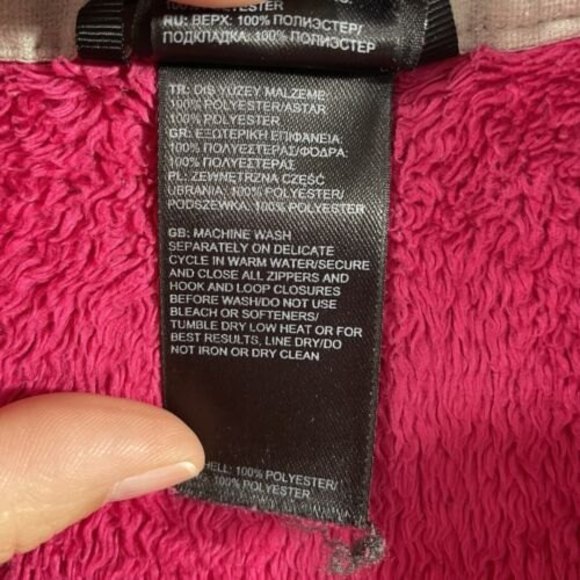 100% POLYESTER
RU: ВЕРХ: 100% ПОЛИЭСТЕР/
ПОДКЛАДКА: 100% ПОЛИЭСТЕР
TR: DIS YUZEY MALZEME:
100% POLYESTER/ASTAR
100% POLYESTER
GR: ΕΞΩΤΕΡΙΚΗ ΕΠΙΦΑΝΕΙΑ:
100% ΠΟΛΥΕΣΤΕΡΑΣ/ΦΟΔΡΑ:
100% ΠΟΛΥΕΣΤΕΡΑΣ
PL: ZEWNĘTRZNA CZĘŚĆ
UBRANIA: 100% POLYESTER/
PODSZEWKA: 100% POLYESTER
GB: MACHINE WASH
SEPARATELY ON DELICATE
CYCLE IN WARM WATER/SECURE
AND CLOSE ALL ZIPPERS AND
HOOK AND LOOP CLOSURES
BEFORE WASH/DO NOT USE
BLEACH OR SOFTENERS/
TUMBLE DRY LOW HEAT OR FOR
BEST RESULTS, LINE DRY/DO
NOT IRON OR DRY CLEAN
100% POLYESTER/
100% POLYESTER